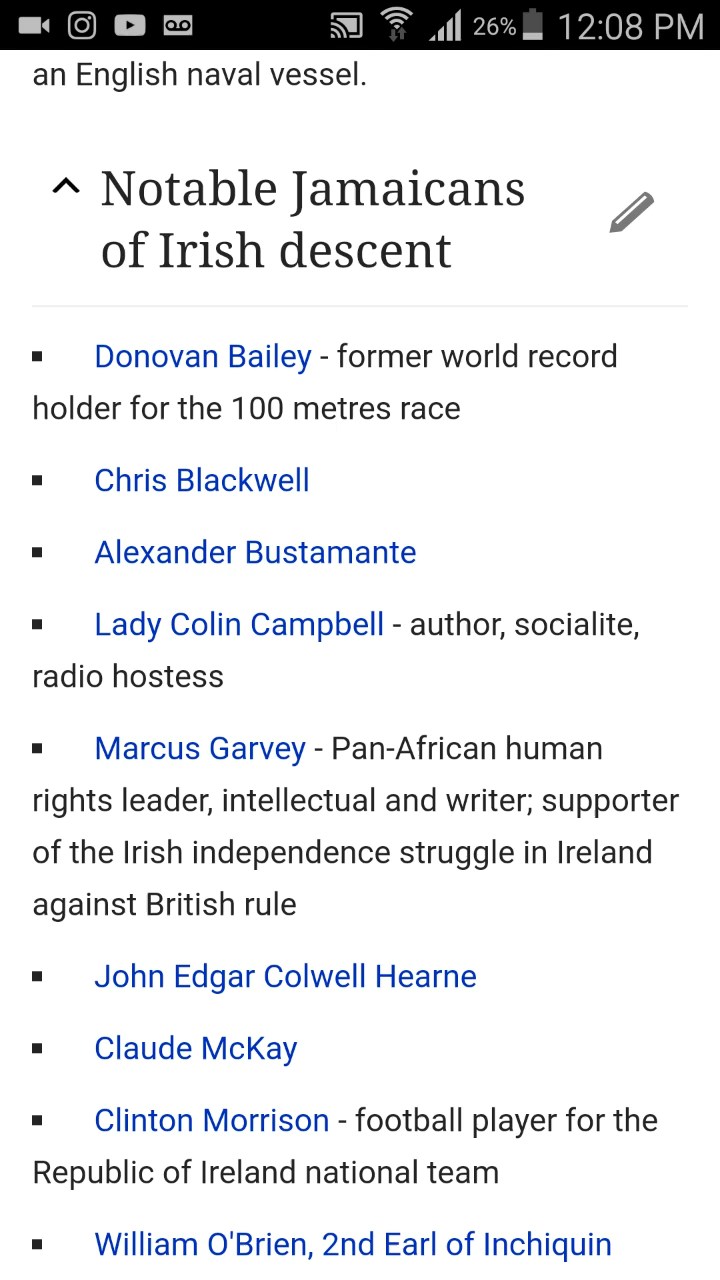 26% 12:08 PM
an English naval vessel.
Notable Jamaicans
of Irish descent
Donovan Bailey - former world record
holder for the 100 metres race
Chris Blackwell
Alexander Bustamante
Lady Colin Campbell - author, socialite,
radio hostess
Marcus Garvey - Pan-African human
rights leader, intellectual and writer; supporter
of the Irish independence struggle in Ireland
against British rule
John Edgar Colwell Hearne
Claude McKay
Clinton Morrison - football player for the
Republic of Ireland national team
William O'Brien, 2nd Earl of Inchiquin